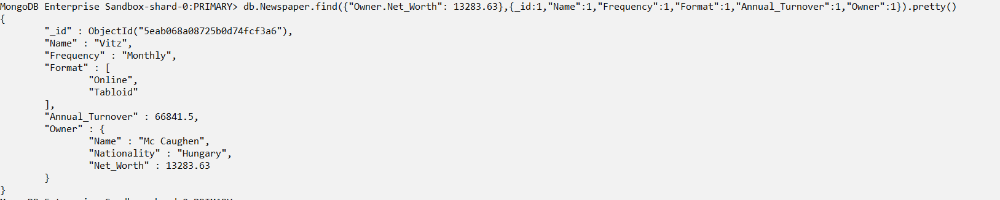 MongoDB Enterprise Sandbox-shard-0:PRIMARY> db.Newspaper.find({"Owner.Net_Worth": 13283.63},{_id:1,"Name":1,"Frequency":1,"Format":1,"Annual_Turnover":1,"Owner":1}).pretty()
{
"_id" : ObjectId("5eab068a08725b0d74fcf3a6"),
"Name" : "Vitz",
"Frequency" : "Monthly",
"Format" : [
"Online",
"Tabloid"
],
"Annual_Turnover" : 66841.5,
"Owner" : {
"Name" : "Mc Caughen",
"Nationality" : "Hungary",
"Net_Worth" : 13283.63
}
}